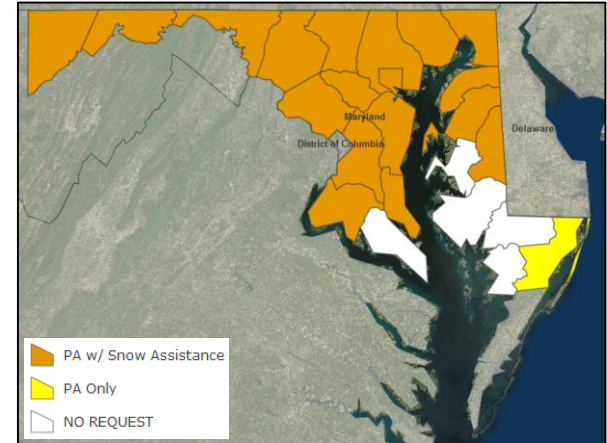 Maryland
Delaware
District of Columbia
PA w/ Snow Assistance
PA Only
NO REQUEST